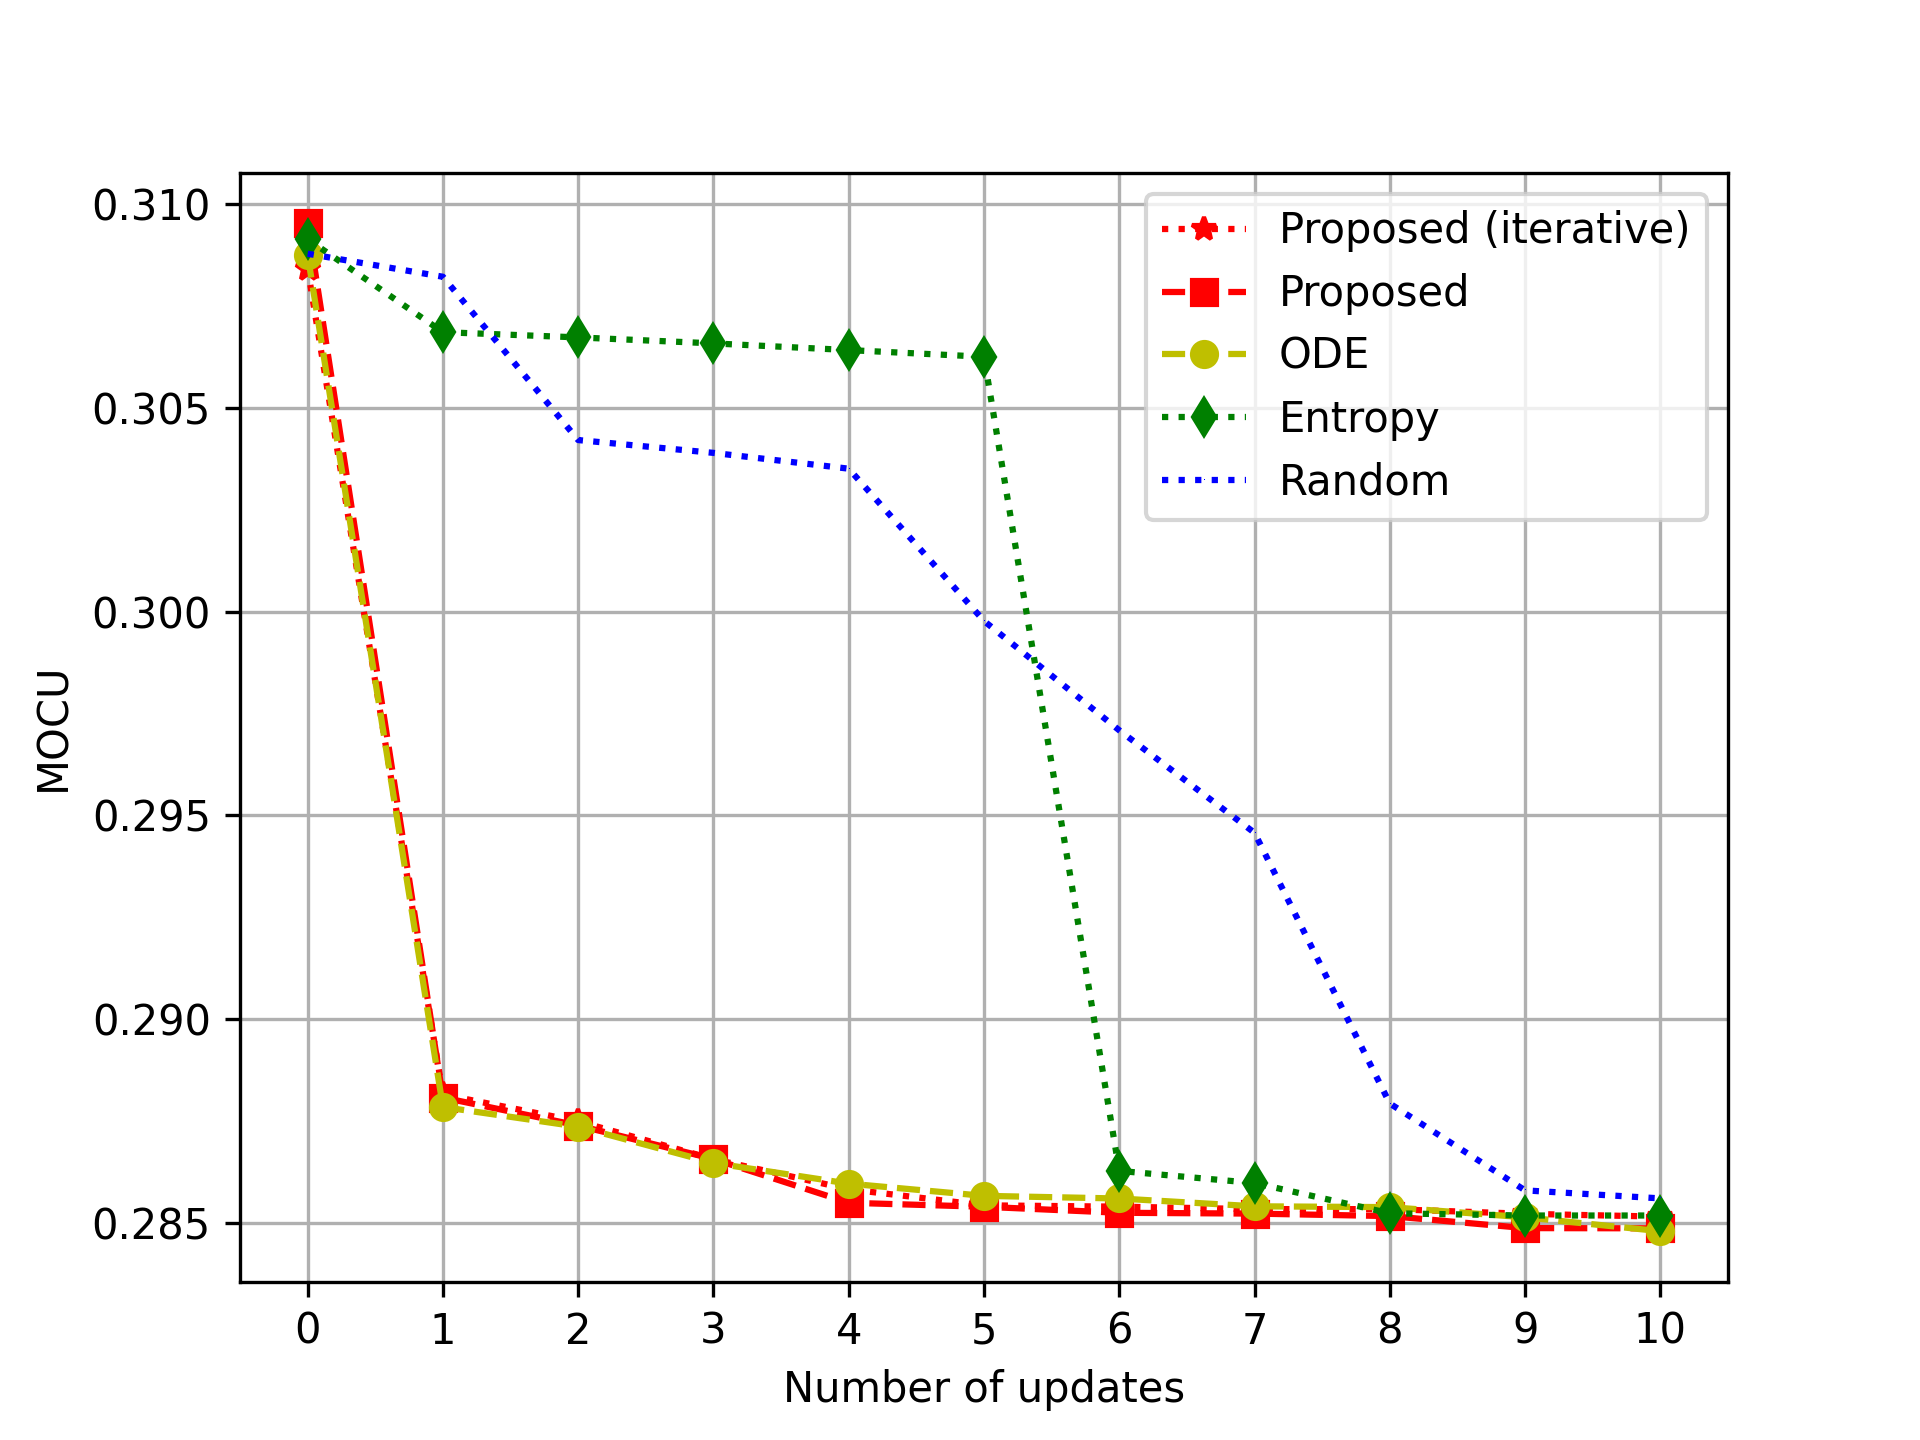 0.310
0.305
0.300
0.295
0.290
0.285
MOCU
Proposed (iterative)
Proposed
ODE
Entropy
Random
0 1 2 3 4 5 6 7 8 9 10
Number of updates